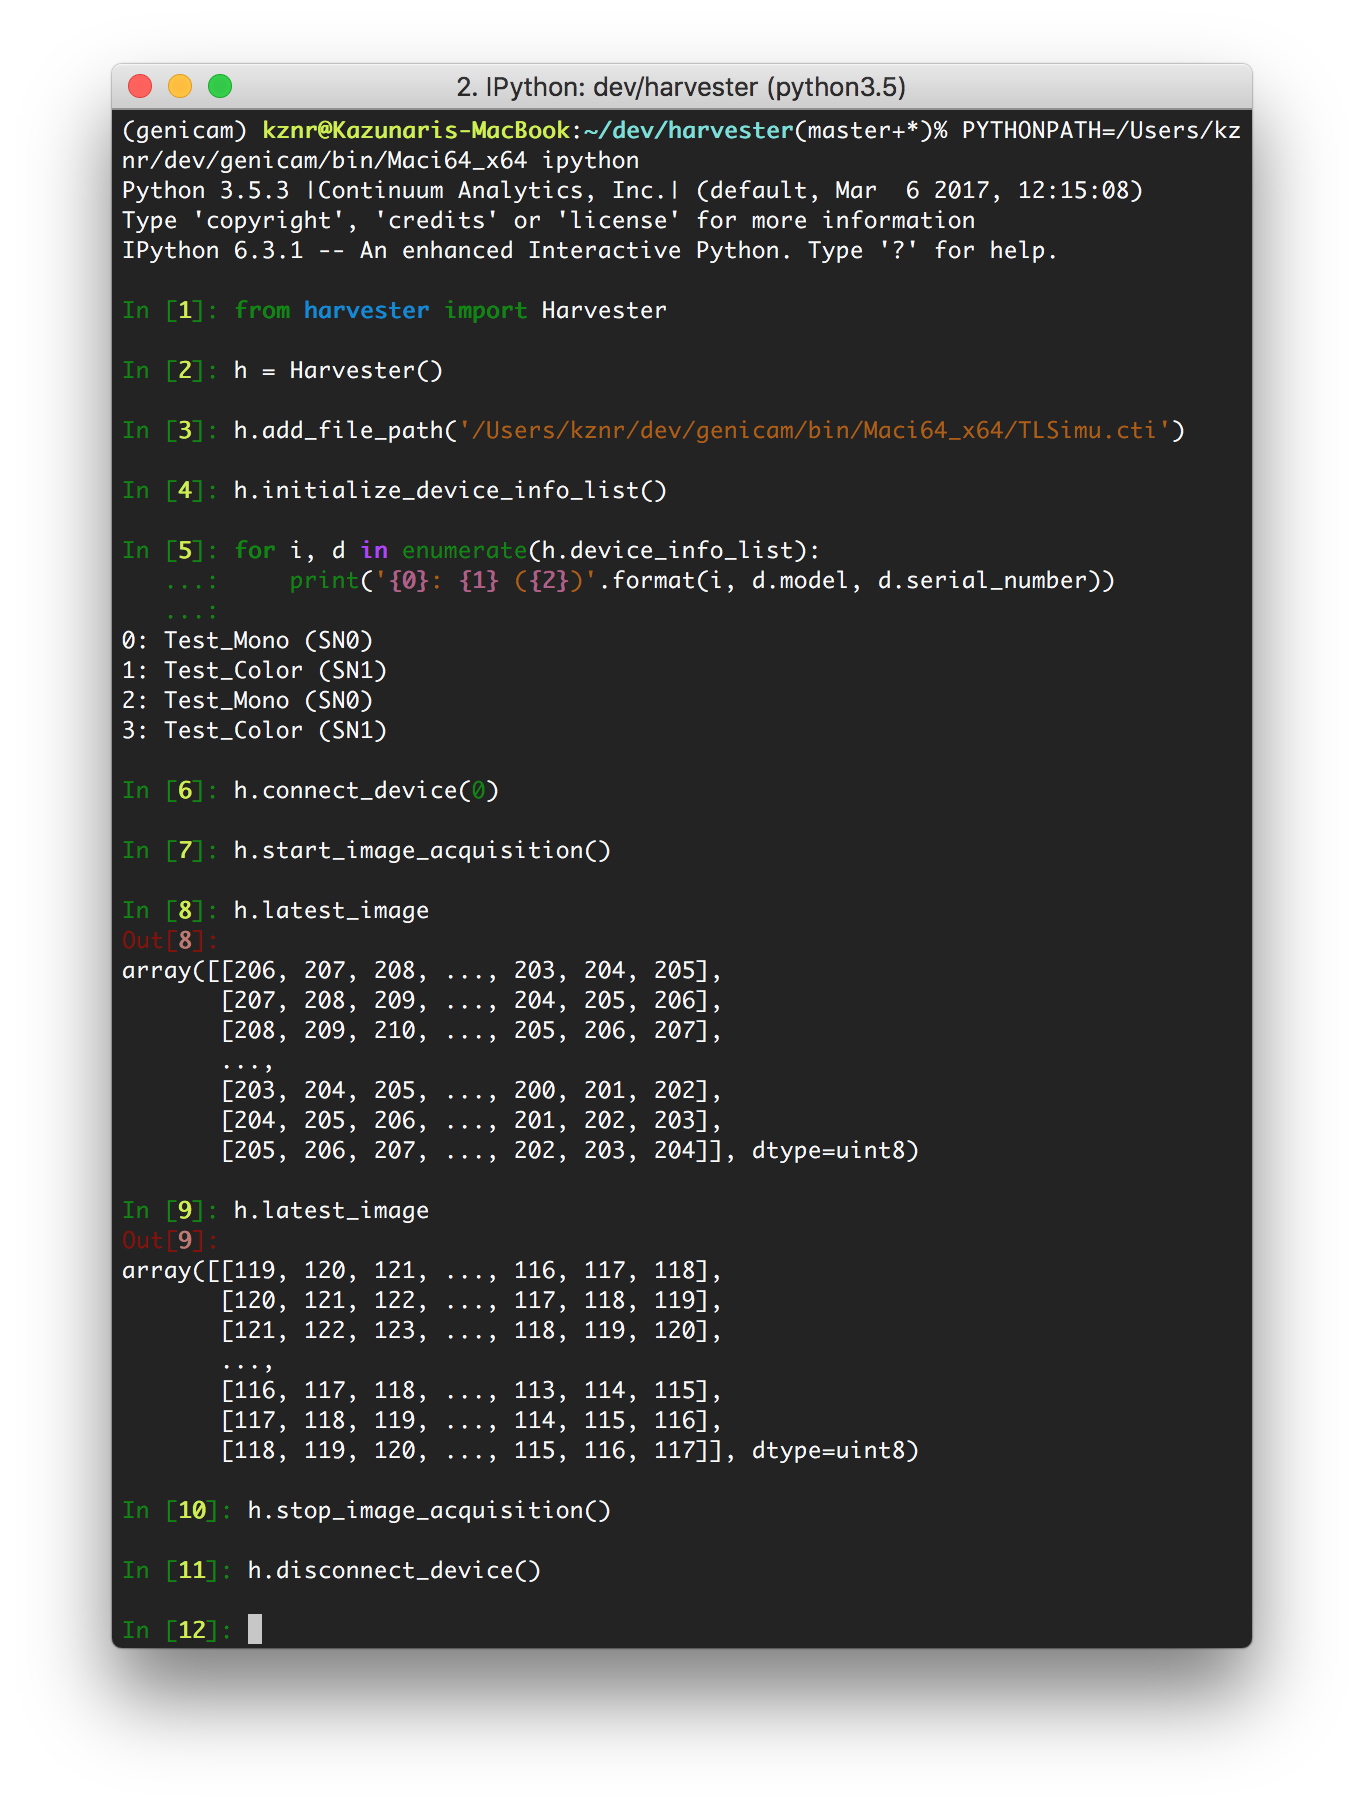 2. IPython: dev/harvester (python3.5)
(genicam) kznr@Kazunaris-MacBook:~/dev/harvester(master+*)% PYTHONPATH=/Users/kz
nr/dev/genicam/bin/Maci64_x64 ipython
Python 3.5.3 |Continuum Analytics, Inc.| (default, Mar  6 2017, 12:15:08)
Type 'copyright', 'credits' or 'license' for more information
IPython 6.3.1 -- An enhanced Interactive Python. Type '?' for help.
In [1]: from harvester import Harvester
In [2]: h = Harvester()
In [3]: h.add_file_path('/Users/kznr/dev/genicam/bin/Maci64_x64/TLSimu.cti')
In [4]: h.initialize_device_info_list()
In [5]: for i, d in enumerate(h.device_info_list):
   ...:     print('{0}: {1} ({2})'.format(i, d.model, d.serial_number))
   ...:
0: Test_Mono (SN0)
1: Test_Color (SN1)
2: Test_Mono (SN0)
3: Test_Color (SN1)
In [6]: h.connect_device(0)
In [7]: h.start_image_acquisition()
In [8]: h.latest_image
Out[8]:
array([[206, 207, 208, ..., 203, 204, 205],
       [207, 208, 209, ..., 204, 205, 206],
       [208, 209, 210, ..., 205, 206, 207],
       ...,
       [203, 204, 205, ..., 200, 201, 202],
       [204, 205, 206, ..., 201, 202, 203],
       [205, 206, 207, ..., 202, 203, 204]], dtype=uint8)
In [9]: h.latest_image
Out[9]:
array([[119, 120, 121, ..., 116, 117, 118],
       [120, 121, 122, ..., 117, 118, 119],
       [121, 122, 123, ..., 118, 119, 120],
       ...,
       [116, 117, 118, ..., 113, 114, 115],
       [117, 118, 119, ..., 114, 115, 116],
       [118, 119, 120, ..., 115, 116, 117]], dtype=uint8)
In [10]: h.stop_image_acquisition()
In [11]: h.disconnect_device()
In [12]: